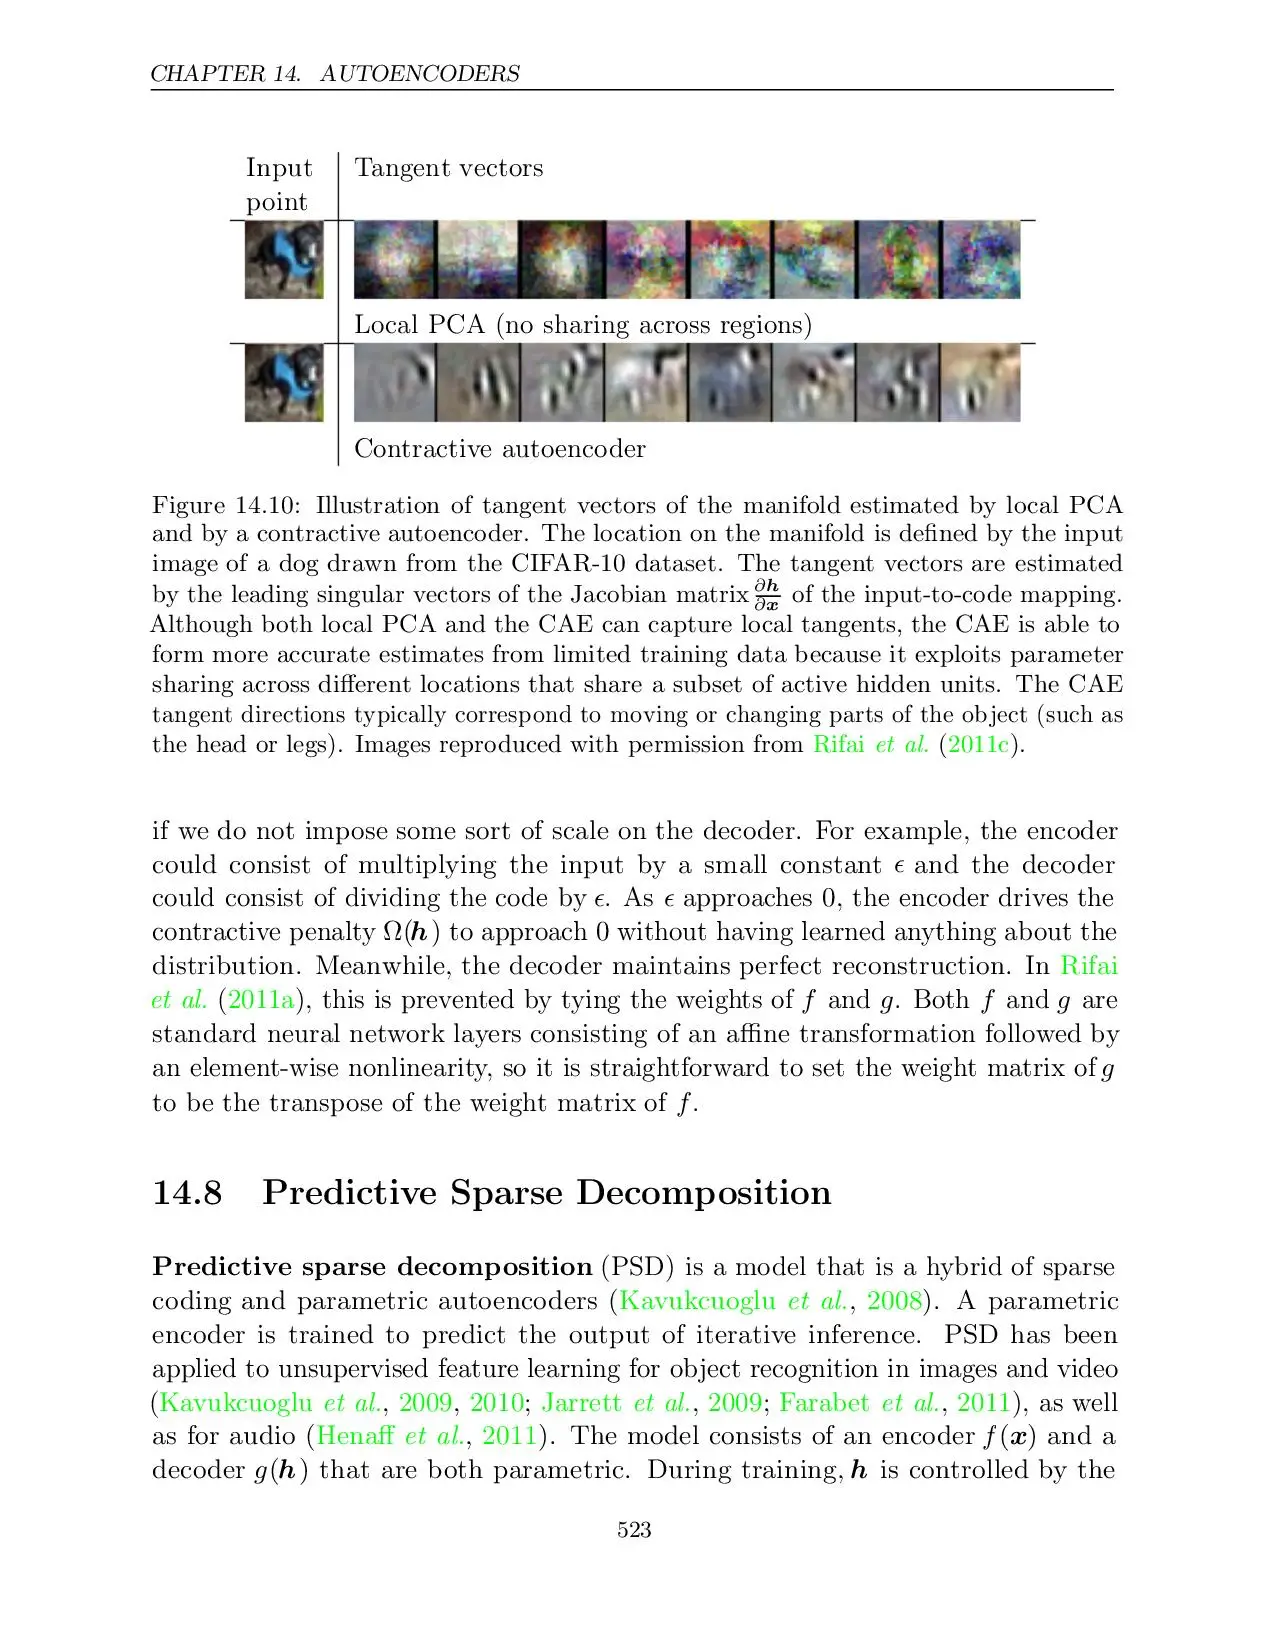 CHAPTER 14. AUTOENCODERS
Input
point
Tangent vectors
Local PCA (no sharing across regions)
Contractive autoencoder
Figure 14.10: Illustration of tangent vectors of the manifold estimated by local PCA
and by a contractive autoencoder. The location on the manifold is defined by the input
image of a dog drawn from the CIFAR-10 dataset. The tangent vectors are estimated
by the leading singular vectors of the Jacobian matrix ∂h/∂x of the input-to-code mapping.
Although both local PCA and the CAE can capture local tangents, the CAE is able to
form more accurate estimates from limited training data because it exploits parameter
sharing across different locations that share a subset of active hidden units. The CAE
tangent directions typically correspond to moving or changing parts of the object (such as
the head or legs). Images reproduced with permission from Rifai et al. (2011c).
if we do not impose some sort of scale on the decoder. For example, the encoder
could consist of multiplying the input by a small constant ϵ and the decoder
could consist of dividing the code by ϵ. As ϵ approaches 0, the encoder drives the
contractive penalty Ω(h) to approach 0 without having learned anything about the
distribution. Meanwhile, the decoder maintains perfect reconstruction. In Rifai
et al. (2011a), this is prevented by tying the weights of f and g. Both f and g are
standard neural network layers consisting of an affine transformation followed by
an element-wise nonlinearity, so it is straightforward to set the weight matrix of g
to be the transpose of the weight matrix of f.
14.8 Predictive Sparse Decomposition
Predictive sparse decomposition (PSD) is a model that is a hybrid of sparse
coding and parametric autoencoders (Kavukcuoglu et al., 2008). A parametric
encoder is trained to predict the output of iterative inference. PSD has been
applied to unsupervised feature learning for object recognition in images and video
(Kavukcuoglu et al., 2009, 2010; Jarrett et al., 2009; Farabet et al., 2011), as well
as for audio (Henaff et al., 2011). The model consists of an encoder f(x) and a
decoder g(h) that are both parametric. During training, h is controlled by the
523